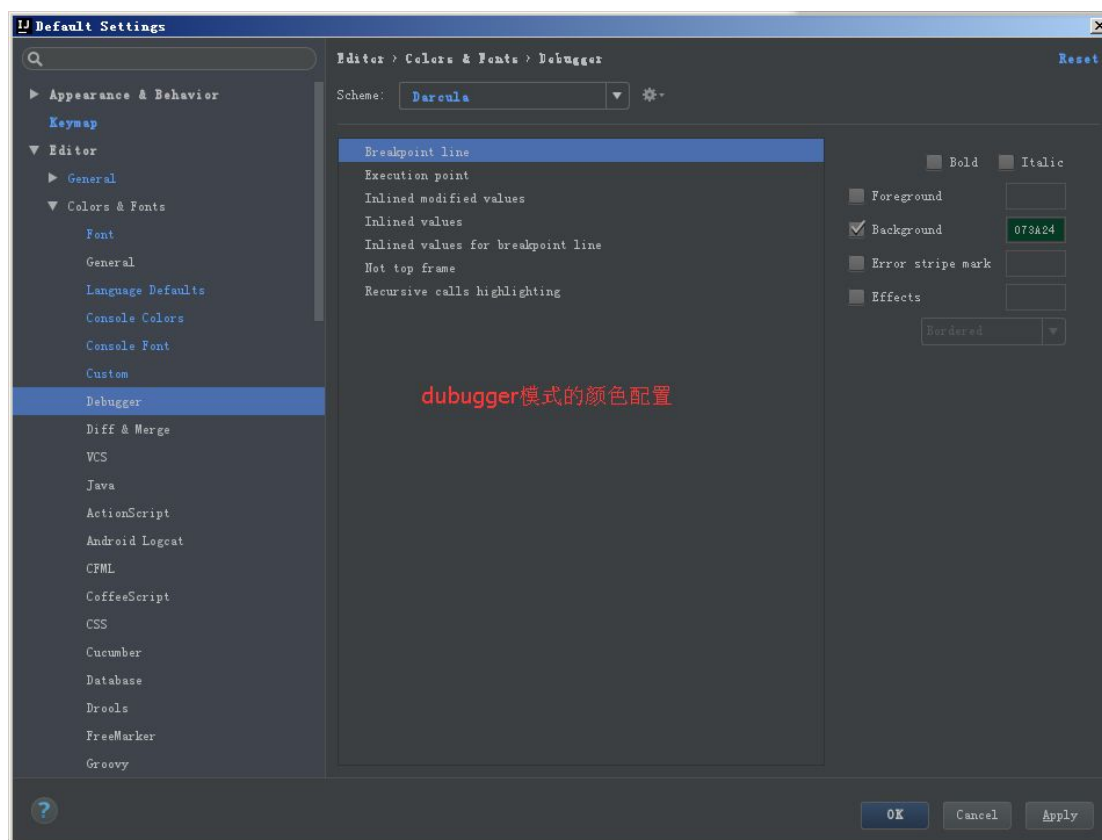 IJ Default Settings
Editor › Colors & Fonts › Debugger
Reset
Scheme: Darcula
Appearance & Behavior
Keymap
Editor
General
Colors & Fonts
Font
General
Language Defaults
Console Colors
Console Font
Custom
Debugger
Diff & Merge
VCS
Java
ActionScript
Android Logcat
CFML
CoffeeScript
CSS
Cucumber
Database
Drools
FreeMarker
Groovy
Breakpoint line
Execution point
Inlined modified values
Inlined values
Inlined values for breakpoint line
Not top frame
Recursive calls highlighting
dubugger模式的颜色配置
Bold Italic
Foreground
Background 073A24
Error stripe mark
Effects
Bordered
?
OK Cancel Apply